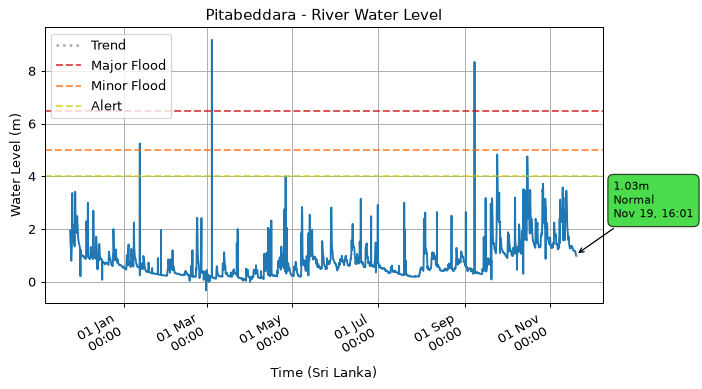 Pitabeddara - River Water Level
Trend
Major Flood
Minor Flood
Alert
Water Level (m)
8
6
4
2
0
1.03m
Normal
Nov 19, 16:01
01 Jan
00:00
01 Mar
00:00
01 May
00:00
01 Jul
00:00
01 Sep
00:00
01 Nov
00:00
Time (Sri Lanka)